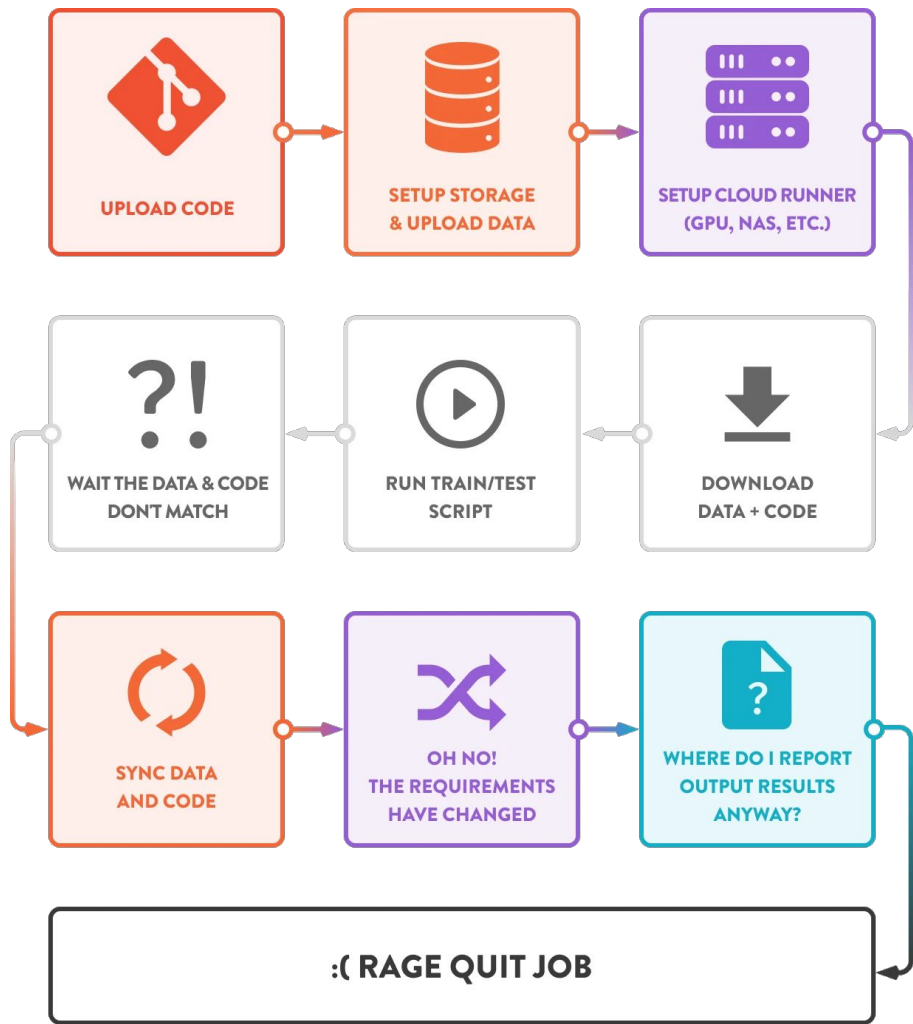 UPLOAD CODE
SETUP STORAGE
& UPLOAD DATA
SETUP CLOUD RUNNER
(GPU, NAS, ETC.)
DOWNLOAD
DATA + CODE
RUN TRAIN/TEST
SCRIPT
?!
WAIT THE DATA & CODE
DON'T MATCH
SYNC DATA
AND CODE
OH NO!
THE REQUIREMENTS
HAVE CHANGED
?
WHERE DO I REPORT
OUTPUT RESULTS
ANYWAY?
:( RAGE QUIT JOB